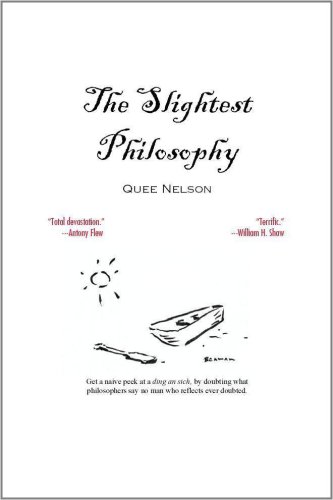 The Slightest
Philosophy
QUEE NELSON
"Total devastation."
---Antony Flew
"Terrific."
---William H. Shaw
BOXMAN
Get a naive peek at a ding an sich, by doubting what
philosophers say no man who reflects ever doubted.